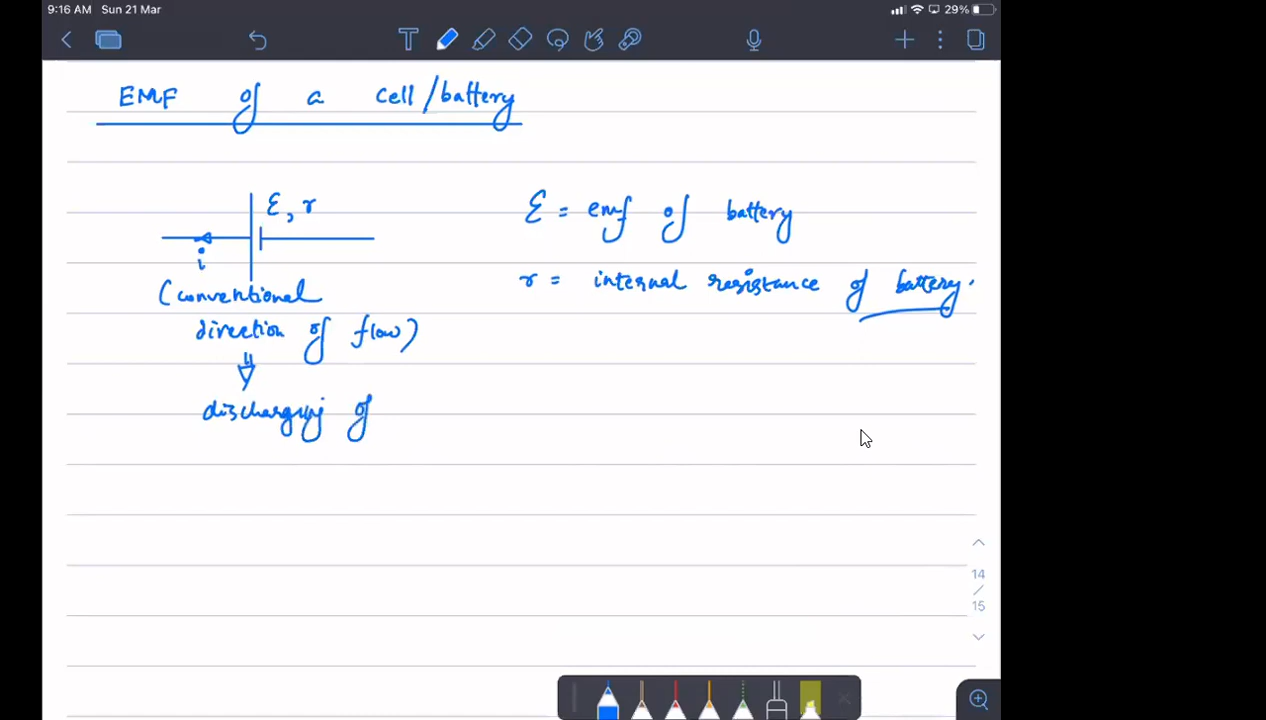 9:16 AM Sun 21 Mar
29%
T
EMF of a cell/battery
ε, r
i
(conventional
direction of flow)
discharging of
ε = emf of battery
r = internal resistance of battery.
14
/
15